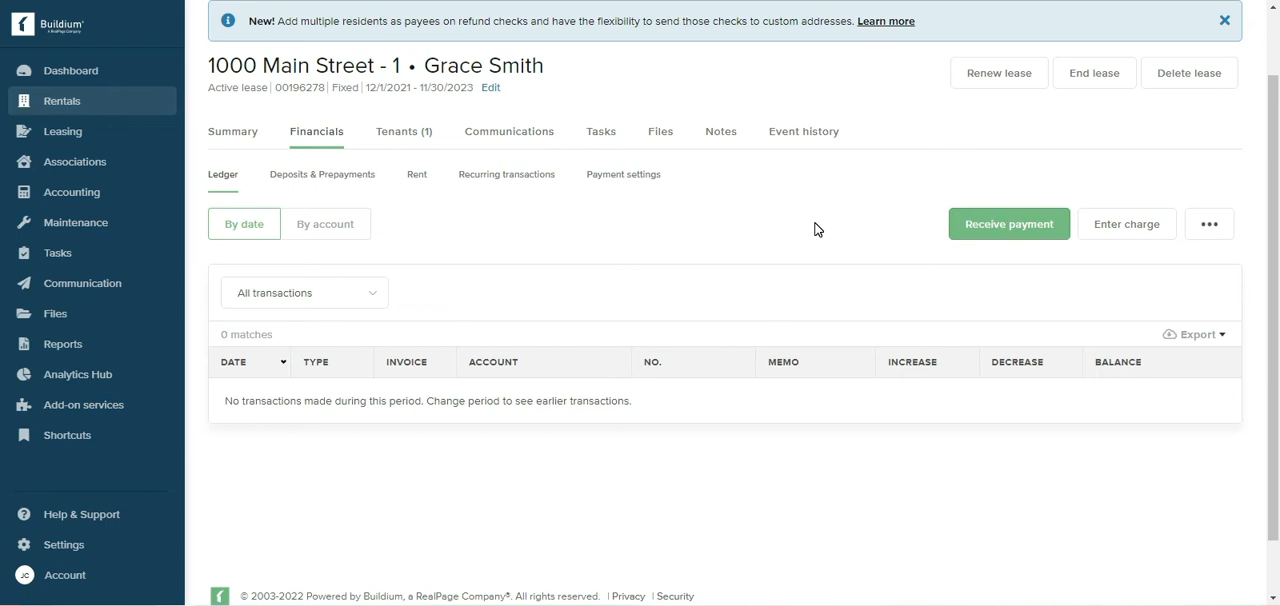 Buildium®
A RealPage Company
Dashboard
Rentals
Leasing
Associations
Accounting
Maintenance
Tasks
Communication
Files
Reports
Analytics Hub
Add-on services
Shortcuts
Help & Support
Settings
JC Account
New! Add multiple residents as payees on refund checks and have the flexibility to send those checks to custom addresses. Learn more
1000 Main Street - 1 • Grace Smith
Active lease | 00196278 | Fixed | 12/1/2021 - 11/30/2023 Edit
Renew lease End lease Delete lease
Summary Financials Tenants (1) Communications Tasks Files Notes Event history
Ledger Deposits & Prepayments Rent Recurring transactions Payment settings
By date By account Receive payment Enter charge •••
All transactions
0 matches Export
DATE TYPE INVOICE ACCOUNT NO. MEMO INCREASE DECREASE BALANCE
No transactions made during this period. Change period to see earlier transactions.
© 2003-2022 Powered by Buildium, a RealPage Company®. All rights reserved. | Privacy | Security